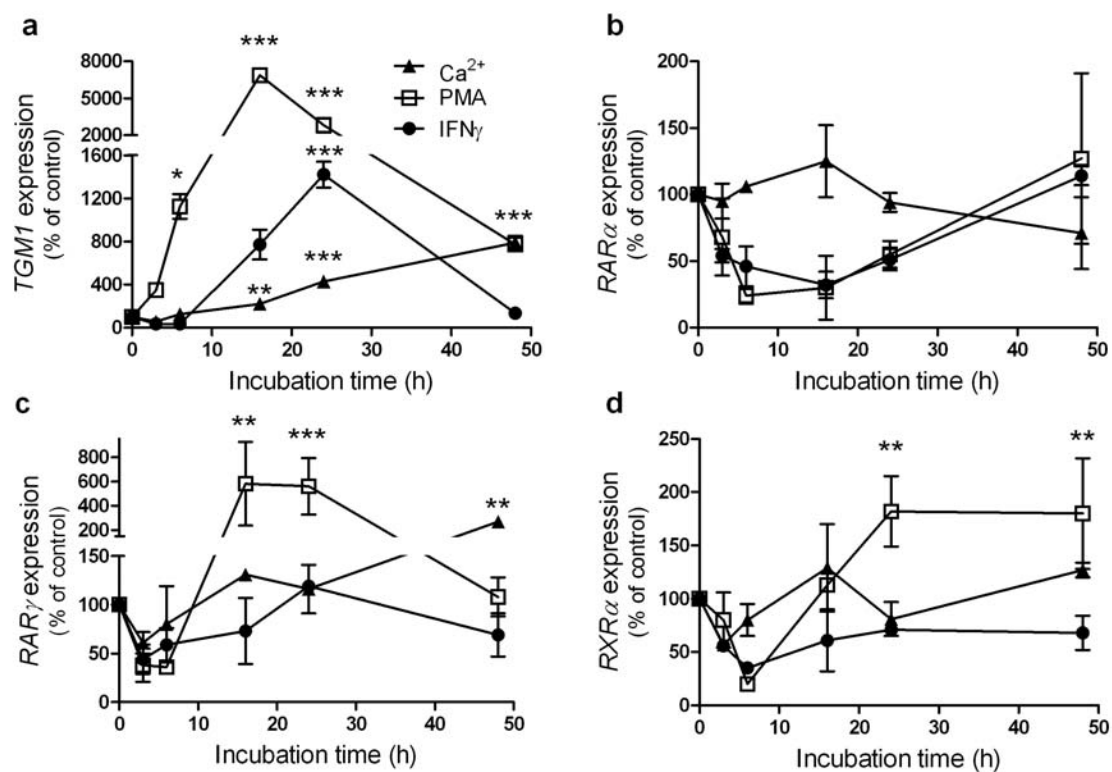 a
***
8000
6000
4000
2000
1600
1200
800
400
0
***
***
*
***
***
**
Ca²⁺
PMA
IFNγ
TGM1 expression
(% of control)
0 10 20 30 40 50
Incubation time (h)
b
200
150
100
50
0
RARα expression
(% of control)
0 10 20 30 40 50
Incubation time (h)
c
** ***
**
800
600
400
200
150
100
50
0
RARγ expression
(% of control)
0 10 20 30 40 50
Incubation time (h)
d
** **
250
200
150
100
50
0
RXRα expression
(% of control)
0 10 20 30 40 50
Incubation time (h)